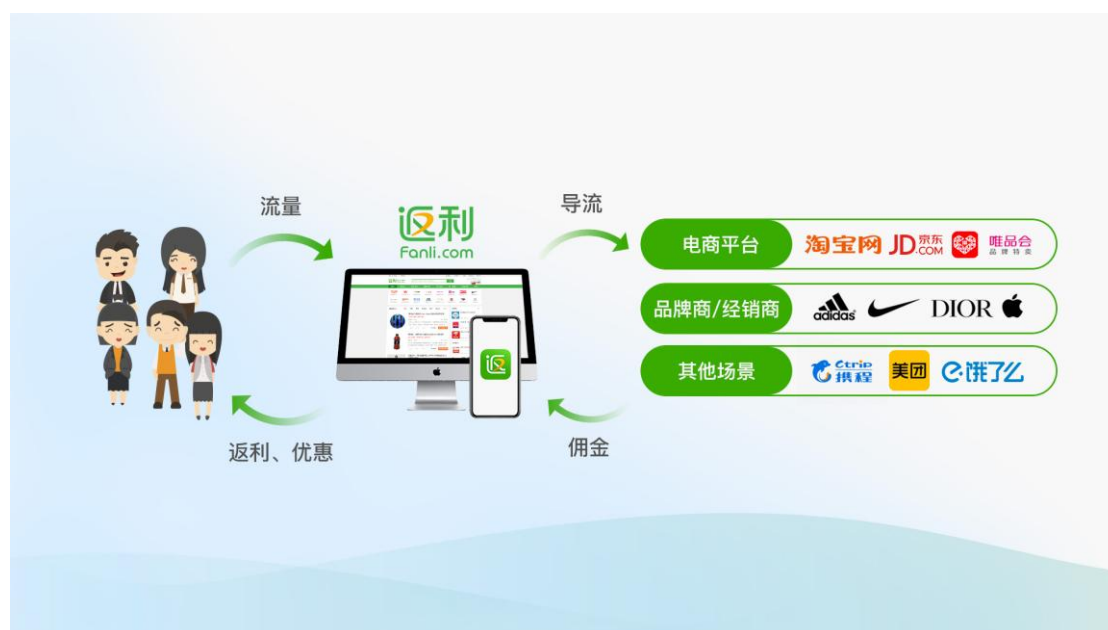 流量
返利
Fanli.com
导流
电商平台
淘宝网 JD.COM 京东 唯品会
品牌特卖
品牌商/经销商
adidas DIOR
其他场景
Ctrip
携程 美团 饿了么
返
返利、优惠
佣金